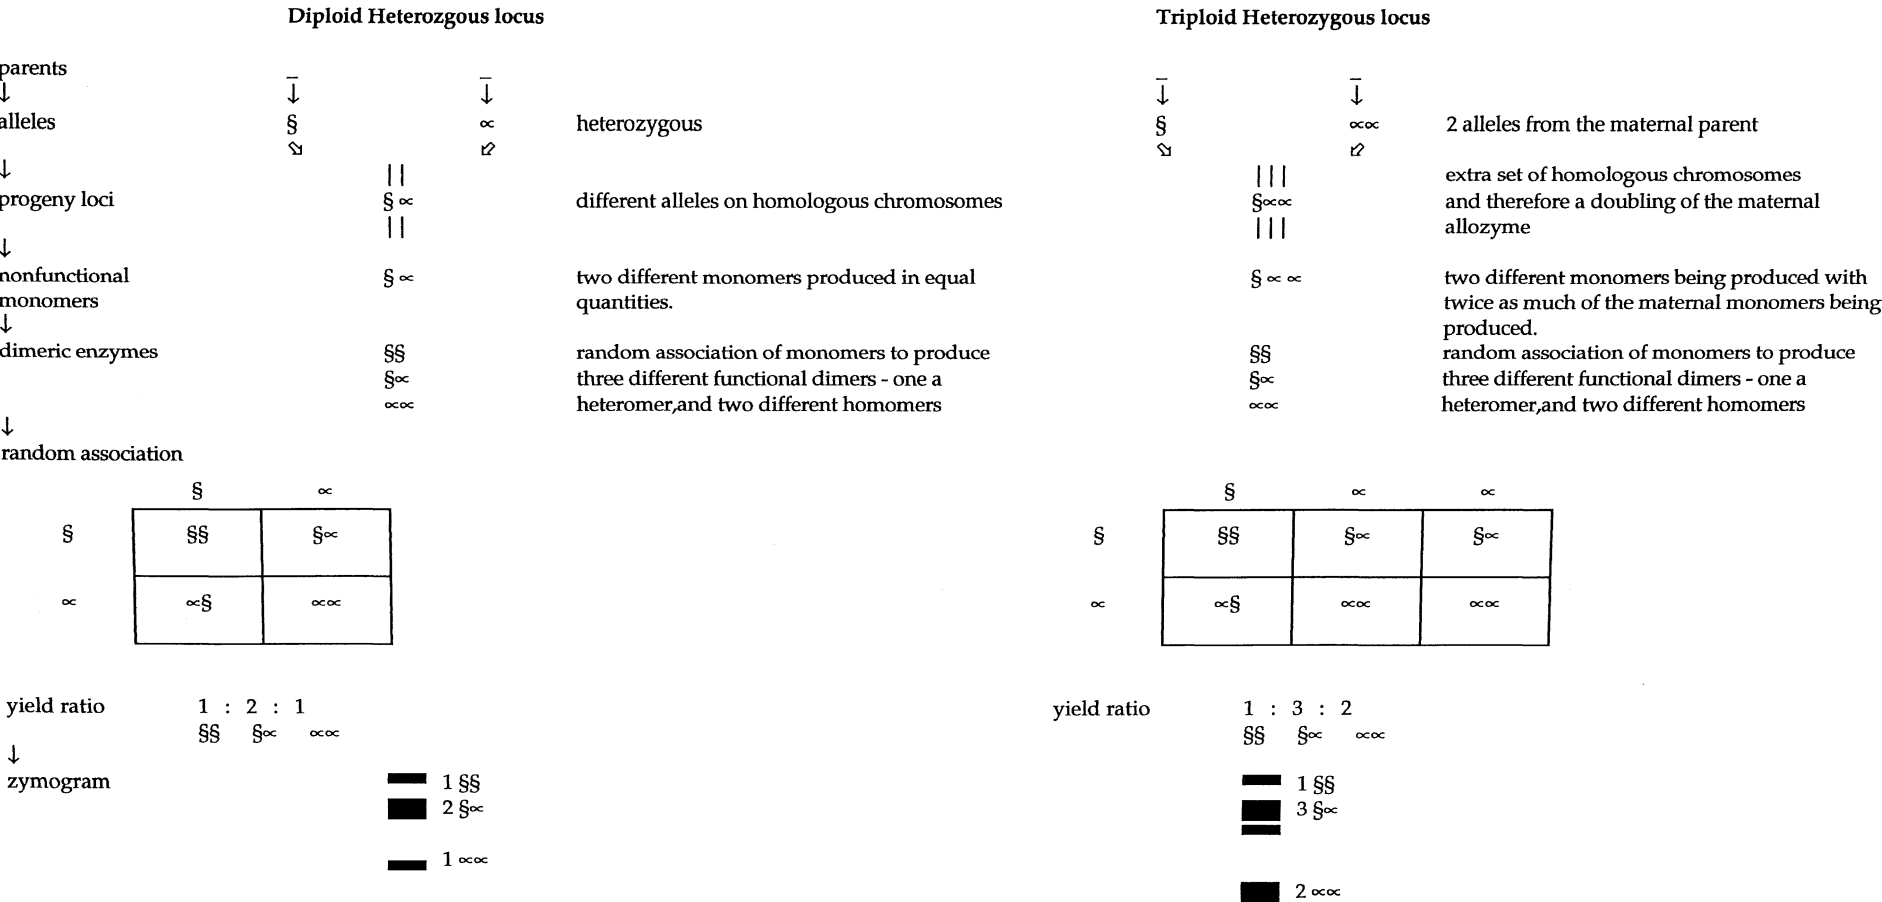 Diploid Heterozgous locus
Triploid Heterozygous locus
parents
↓
_ _
↓ ↓
_ _
↓ ↓
alleles
§ ∝ heterozygous
§ ∝∝ 2 alleles from the maternal parent
↓
| |
| | | extra set of homologous chromosomes
progeny loci
§ ∝ different alleles on homologous chromosomes
§∝∝ and therefore a doubling of the maternal
| |
| | | allozyme
↓
nonfunctional
monomers
§ ∝ two different monomers produced in equal
quantities.
§ ∝ ∝ two different monomers being produced with
twice as much of the maternal monomers being
produced.
↓
dimeric enzymes
§§ random association of monomers to produce
§∝ three different functional dimers - one a
∝∝ heteromer,and two different homomers
§§ random association of monomers to produce
§∝ three different functional dimers - one a
∝∝ heteromer,and two different homomers
↓
random association
§ ∝
§ §§ §∝
∝ ∝§ ∝∝
§ ∝ ∝
§ §§ §∝ §∝
∝ ∝§ ∝∝ ∝∝
yield ratio 1 : 2 : 1
§§ §∝ ∝∝
yield ratio 1 : 3 : 2
§§ §∝ ∝∝
↓
zymogram
1 §§
2 §∝
1 ∝∝
1 §§
3 §∝
2 ∝∝